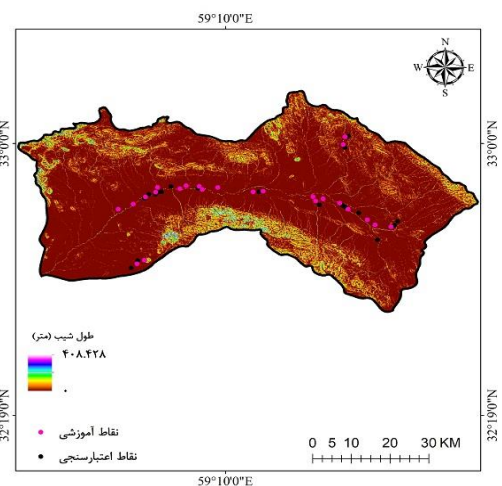 59°10'0"E
N
W
E
S
33°0'0"N
33°0'0"N
طول شیب (متر)
۴۰۸.۴۲۸
۰
نقاط آموزشی
نقاط اعتبارسنجی
0 5 10 20 30 KM
32°19'0"N
32°19'0"N
59°10'0"E